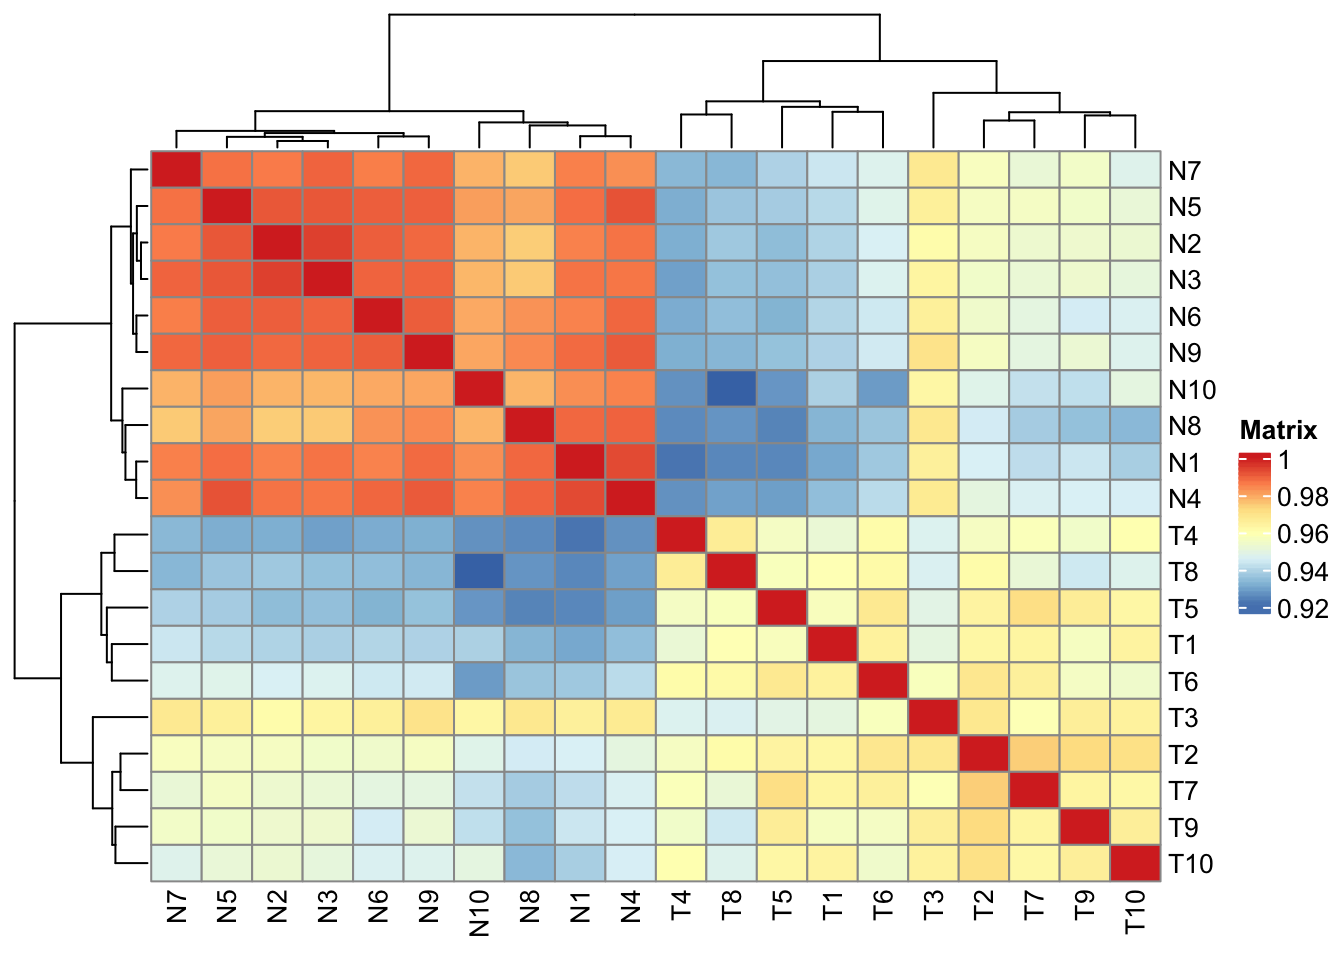 N7
N5
N2
N3
N6
N9
N10
N8
N1
N4
T4
T8
T5
T1
T6
T3
T2
T7
T9
T10
Matrix
1
0.98
0.96
0.94
0.92
N7 N5 N2 N3 N6 N9 N10 N8 N1 N4 T4 T8 T5 T1 T6 T3 T2 T7 T9 T10